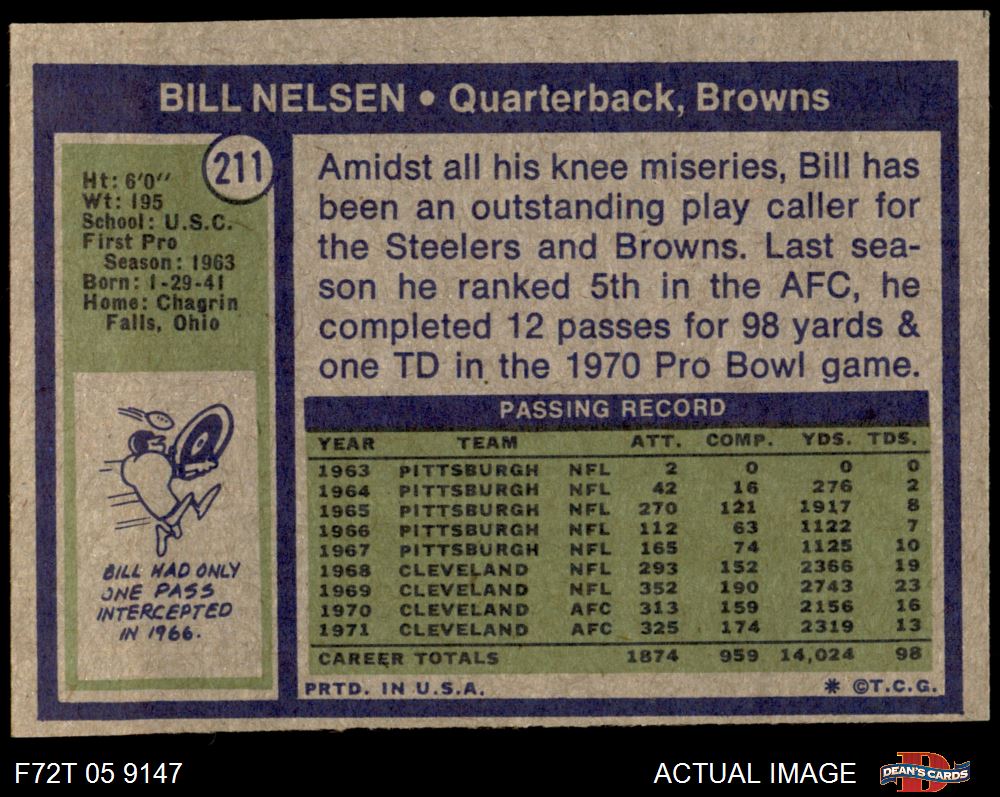 BILL NELSEN • Quarterback, Browns
211
Ht: 6'0"
Wt: 195
School: U.S.C.
First Pro
Season: 1963
Born: 1-29-41
Home: Chagrin
Falls, Ohio
BILL HAD ONLY
ONE PASS
INTERCEPTED
IN 1966.
Amidst all his knee miseries, Bill has
been an outstanding play caller for
the Steelers and Browns. Last sea-
son he ranked 5th in the AFC, he
completed 12 passes for 98 yards &
one TD in the 1970 Pro Bowl game.
PASSING RECORD
YEAR TEAM ATT. COMP. YDS. TDS.
1963 PITTSBURGH NFL 2 0 0 0
1964 PITTSBURGH NFL 42 16 276 2
1965 PITTSBURGH NFL 270 121 1917 8
1966 PITTSBURGH NFL 112 63 1122 7
1967 PITTSBURGH NFL 165 74 1125 10
1968 CLEVELAND NFL 293 152 2366 19
1969 CLEVELAND NFL 352 190 2743 23
1970 CLEVELAND AFC 313 159 2156 16
1971 CLEVELAND AFC 325 174 2319 13
CAREER TOTALS 1874 959 14,024 98
PRTD. IN U.S.A. * ©T.C.G.
F72T 05 9147 ACTUAL IMAGE DEAN'S CARDS